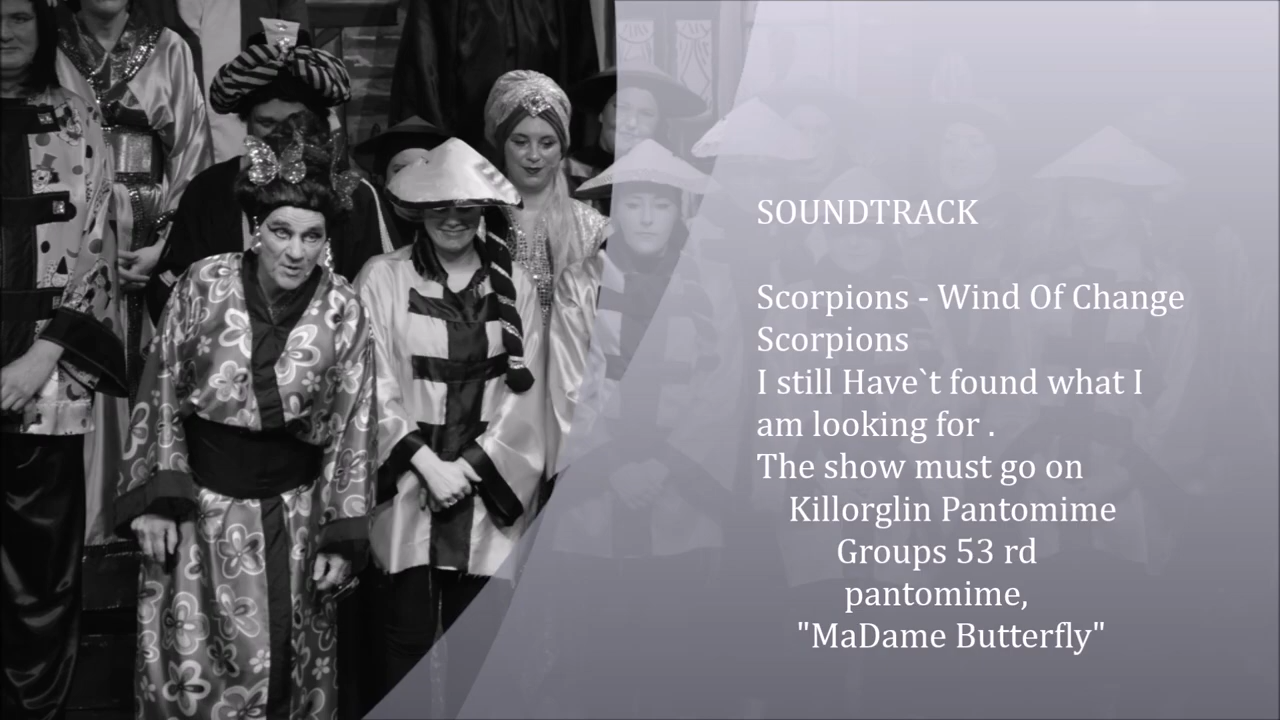 SOUNDTRACK
Scorpions - Wind Of Change
Scorpions
I still Have`t found what I
am looking for .
The show must go on
Killorglin Pantomime
Groups 53 rd
pantomime,
"MaDame Butterfly"